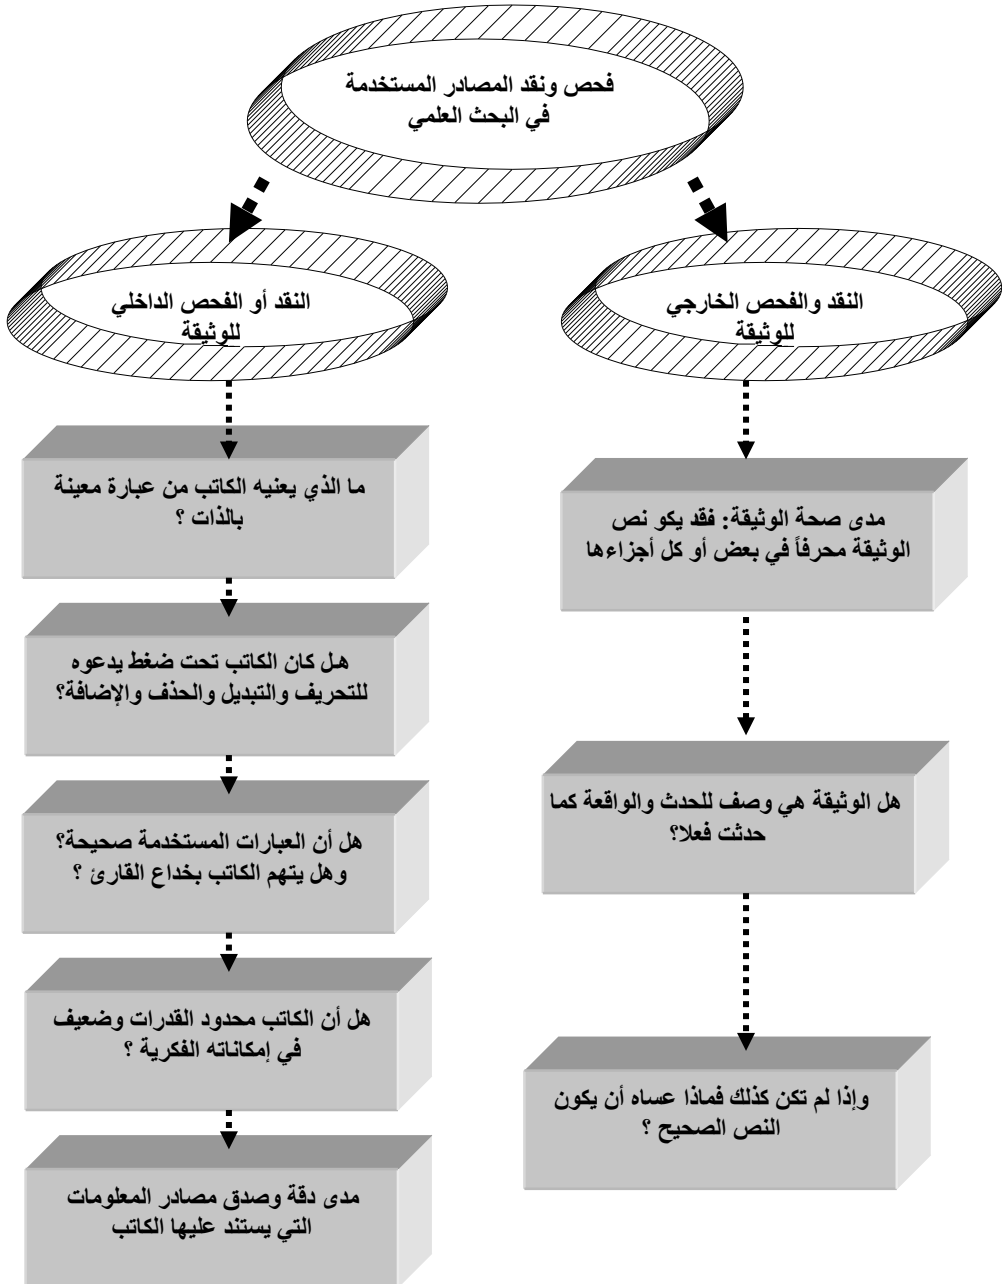 فحص ونقد المصادر المستخدمة
في البحث العلمي
النقد والفحص الخارجي
للوثيقة
مدى صحة الوثيقة: فقد يكو نص
الوثيقة محرفاً في بعض أو كل أجزاءها
هل الوثيقة هي وصف للحدث والواقعة كما
حدثت فعلا؟
وإذا لم تكن كذلك فماذا عساه أن يكون
النص الصحيح ؟
النقد أو الفحص الداخلي
للوثيقة
ما الذي يعنيه الكاتب من عبارة معينة
بالذات ؟
هل كان الكاتب تحت ضغط يدعوه
للتحريف والتبديل والحذف والإضافة؟
هل أن العبارات المستخدمة صحيحة؟
وهل يتهم الكاتب بخداع القارئ ؟
هل أن الكاتب محدود القدرات وضعيف
في إمكاناته الفكرية ؟
مدى دقة وصدق مصادر المعلومات
التي يستند عليها الكاتب